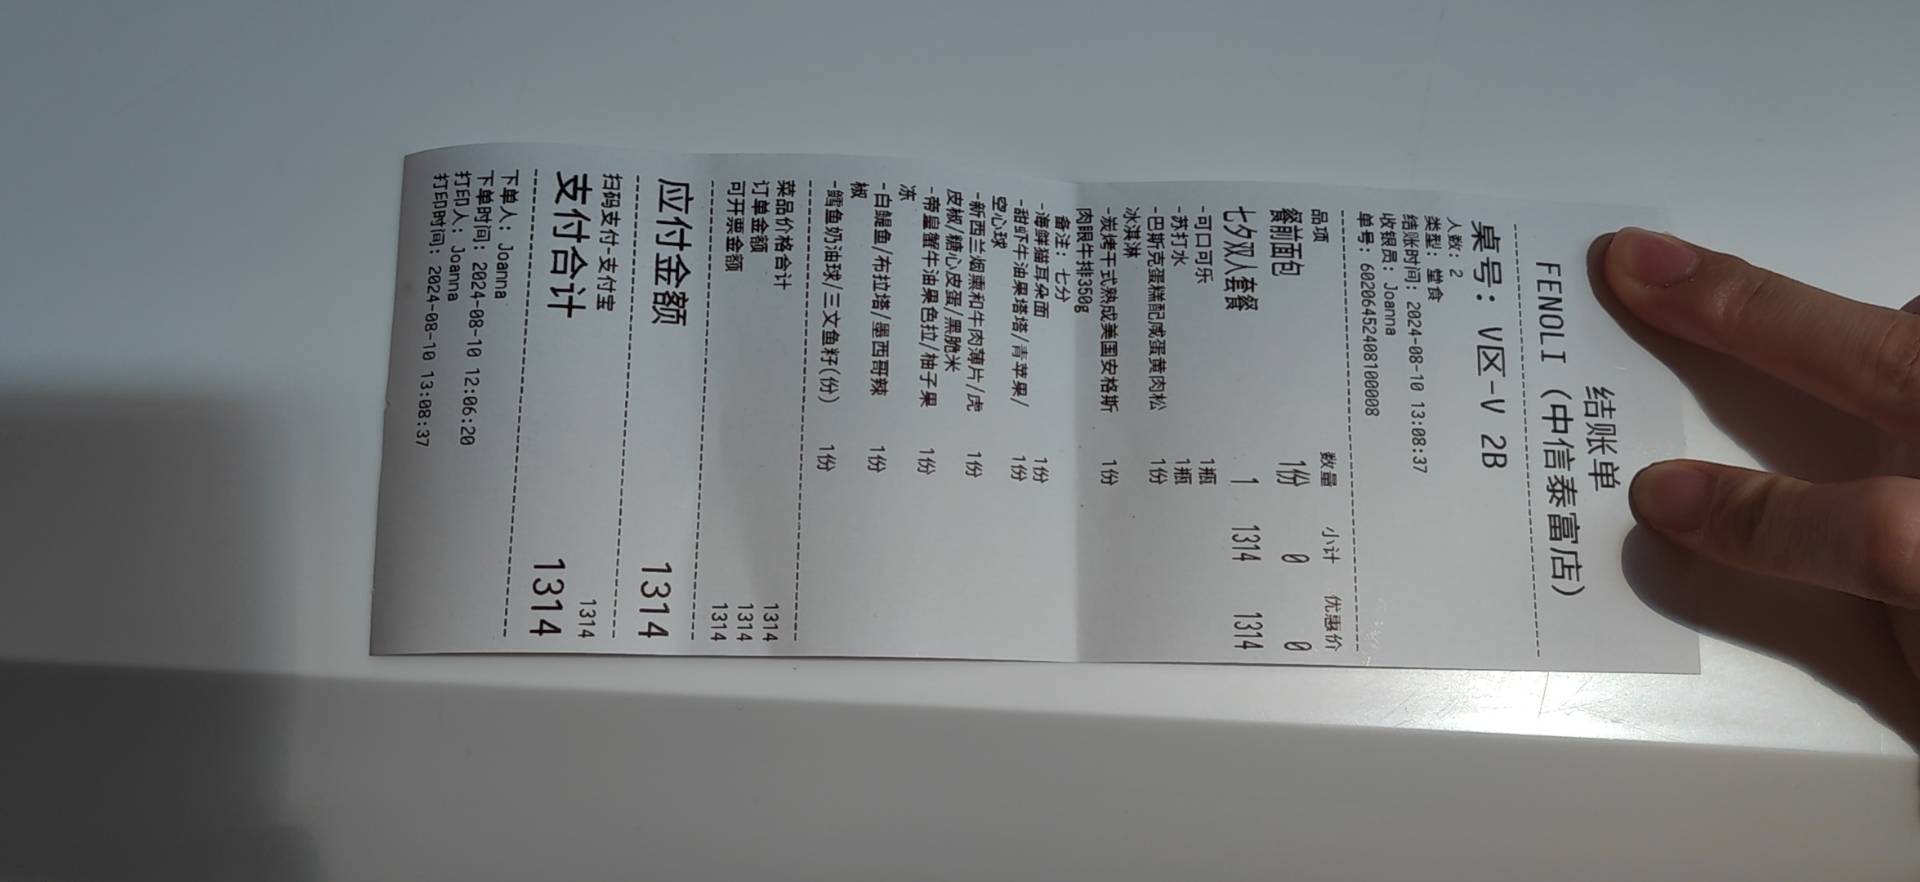 结账单
FENOLI（中信泰富店）
桌号：V区-V 2B
人数：2
类型：堂食
结账时间：2024-08-10 13:08:37
收银员：Joanna
单号：60206452408100008
品项 数量 小计 优惠价
餐前面包 1份 0 0
七夕双人套餐 1 1314 1314
-可口可乐 1瓶
-苏打水 1瓶
-巴斯克蛋糕配咸蛋黄肉松 1份
冰淇淋
-炭烤干式熟成美国安格斯 1份
肉眼牛排350g
备注：七分
-海鲜猫耳朵面 1份
-甜虾牛油果塔塔/青苹果/ 1份
空心球
-新西兰烟熏和牛肉薄片/虎 1份
皮椒/糖心皮蛋/黑脆米
-帝皇蟹牛油果色拉/柚子果 1份
冻
-白鳀鱼/布拉塔/墨西哥辣 1份
椒
-鳕鱼奶油球/三文鱼籽(份) 1份
菜品价格合计 1314
订单金额 1314
可开票金额 1314
应付金额 1314
扫码支付-支付宝 1314
支付合计 1314
下单人：Joanna
下单时间：2024-08-10 12:06:20
打印人：Joanna
打印时间：2024-08-10 13:08:37